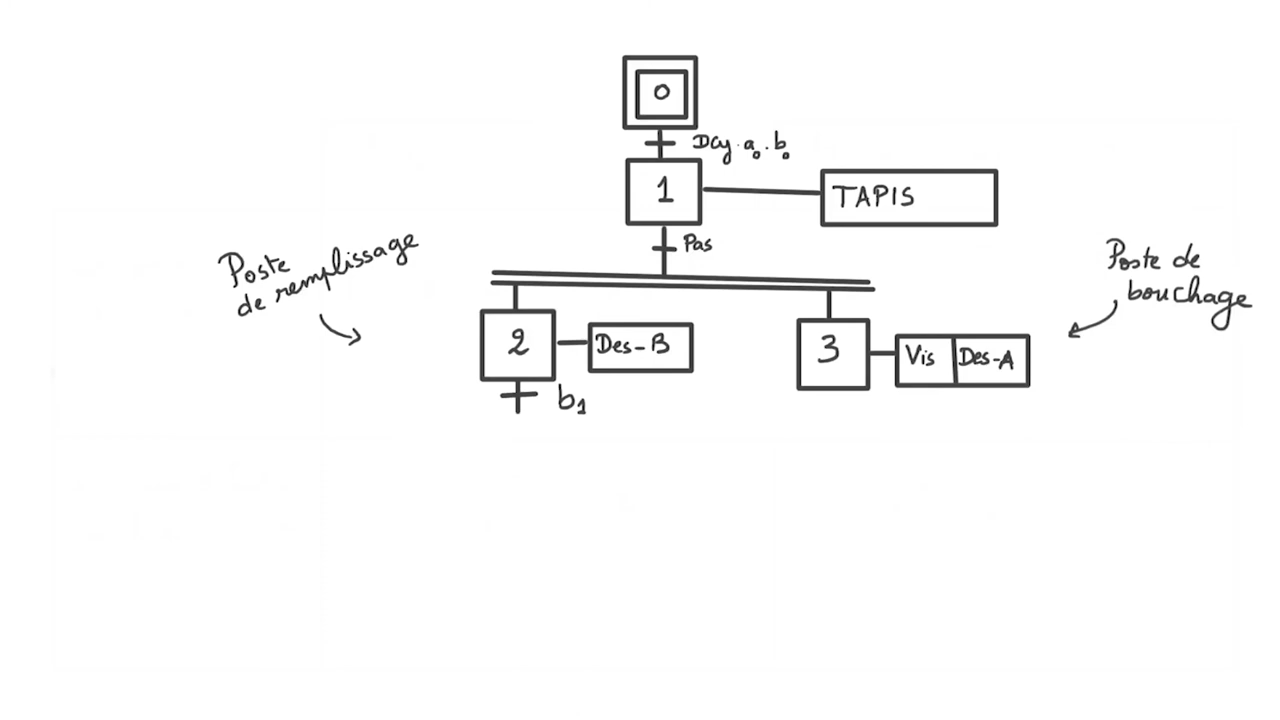 0
Dcy.a₀.b₀
1
TAPIS
Pas
Poste
de remplissage
Poste de
bouchage
2
Des-B
3
Vis
Des-A
b₁